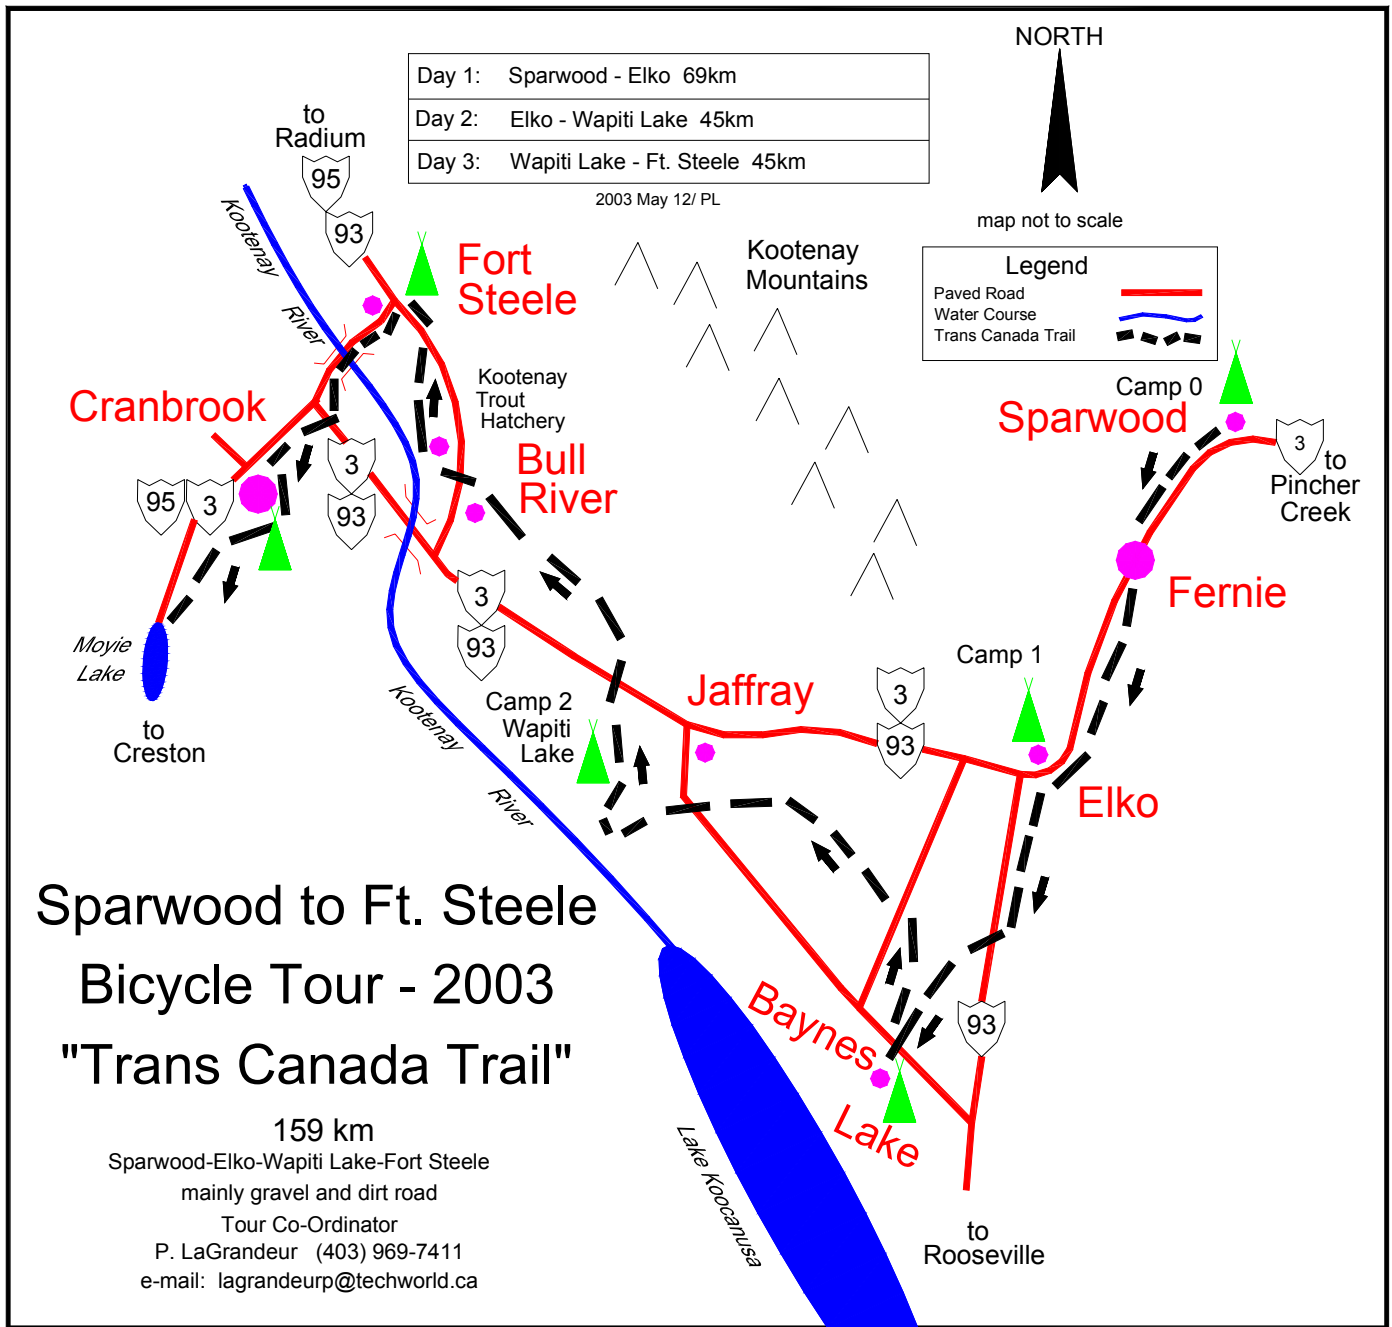 NORTH
Day 1: Sparwood - Elko 69km
Day 2: Elko - Wapiti Lake 45km
Day 3: Wapiti Lake - Ft. Steele 45km
2003 May 12/ PL
map not to scale
to
Radium
95
93
Kootenay
River
Fort
Steele
Kootenay
Mountains
Legend
Paved Road
Water Course
Trans Canada Trail
Camp 0
Sparwood
3
to
Pincher
Creek
Cranbrook
Kootenay
Trout
Hatchery
Bull
River
3
93
95
3
Fernie
3
93
Moyie
Lake
to
Creston
Kootenay
River
Camp 2
Wapiti
Lake
Jaffray
3
93
Camp 1
Elko
Sparwood to Ft. Steele
Bicycle Tour - 2003
"Trans Canada Trail"
159 km
Sparwood-Elko-Wapiti Lake-Fort Steele
mainly gravel and dirt road
Tour Co-Ordinator
P. LaGrandeur (403) 969-7411
e-mail: lagrandeurp@techworld.ca
Baynes
Lake
93
Lake Koocanusa
to
Rooseville